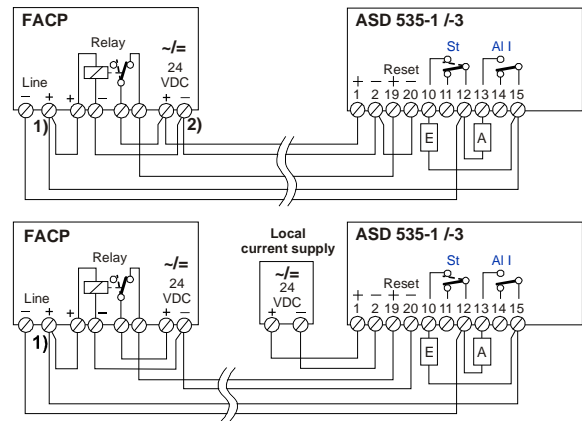 FACP
ASD 535-1 /-3
Relay
~/=
24
VDC
Line
– + + – + –
1)
2)
St
Al I
Reset
+ – + –
1 2 19 20 10 11 12 13 14 15
E
A
FACP
Local
current supply
ASD 535-1 /-3
Relay
~/=
24
VDC
Line
– + + – + –
1)
~/=
24
VDC
+ –
St
Al I
Reset
+ – + –
1 2 19 20 10 11 12 13 14 15
E
A